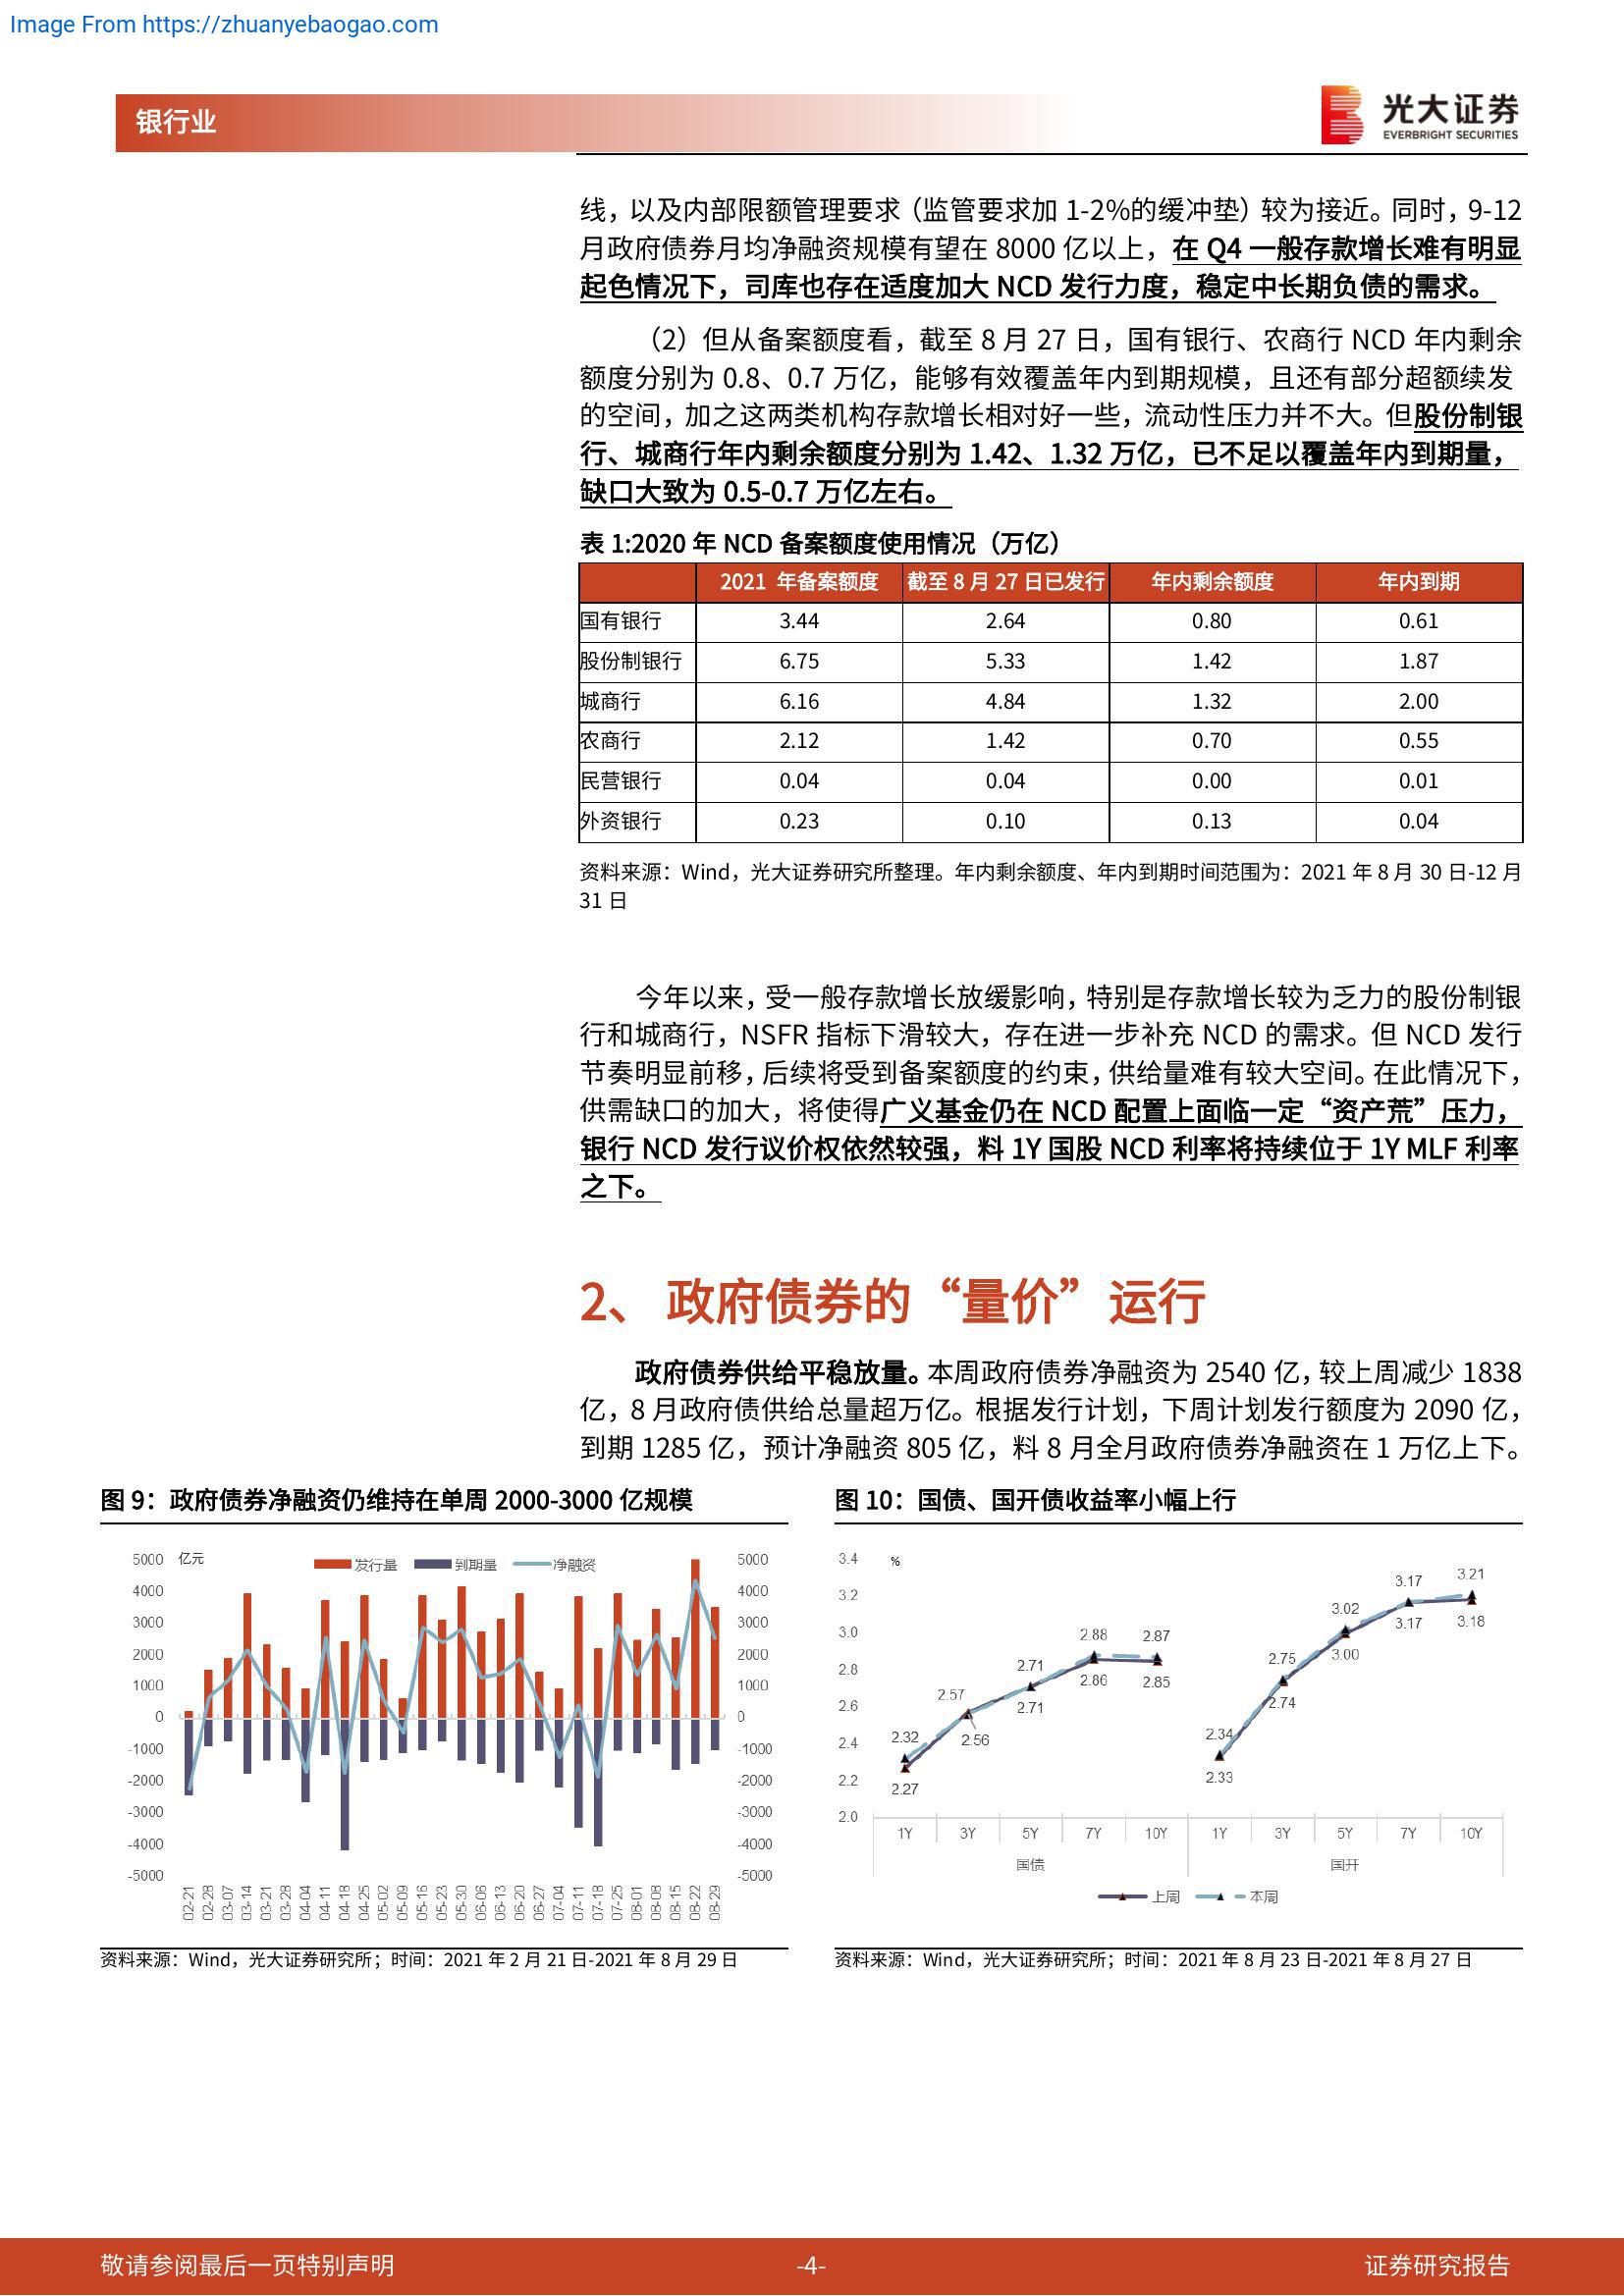 Image From https://zhuanyebaogao.com
银行业
光大证券
EVERBRIGHT SECURITIES
线，以及内部限额管理要求（监管要求加 1-2%的缓冲垫）较为接近。同时，9-12
月政府债券月均净融资规模有望在 8000 亿以上，在 Q4 一般存款增长难有明显
起色情况下，司库也存在适度加大 NCD 发行力度，稳定中长期负债的需求。
（2）但从备案额度看，截至 8 月 27 日，国有银行、农商行 NCD 年内剩余
额度分别为 0.8、0.7 万亿，能够有效覆盖年内到期规模，且还有部分超额续发
的空间，加之这两类机构存款增长相对好一些，流动性压力并不大。但股份制银
行、城商行年内剩余额度分别为 1.42、1.32 万亿，已不足以覆盖年内到期量，
缺口大致为 0.5-0.7 万亿左右。
表 1:2020 年 NCD 备案额度使用情况（万亿）
2021 年备案额度 截至 8 月 27 日已发行 年内剩余额度 年内到期
国有银行 3.44 2.64 0.80 0.61
股份制银行 6.75 5.33 1.42 1.87
城商行 6.16 4.84 1.32 2.00
农商行 2.12 1.42 0.70 0.55
民营银行 0.04 0.04 0.00 0.01
外资银行 0.23 0.10 0.13 0.04
资料来源：Wind，光大证券研究所整理。年内剩余额度、年内到期时间范围为：2021 年 8 月 30 日-12 月
31 日
今年以来，受一般存款增长放缓影响，特别是存款增长较为乏力的股份制银
行和城商行，NSFR 指标下滑较大，存在进一步补充 NCD 的需求。但 NCD 发行
节奏明显前移，后续将受到备案额度的约束，供给量难有较大空间。在此情况下，
供需缺口的加大，将使得广义基金仍在 NCD 配置上面临一定“资产荒”压力，
银行 NCD 发行议价权依然较强，料 1Y 国股 NCD 利率将持续位于 1Y MLF 利率
之下。
2、 政府债券的“量价”运行
政府债券供给平稳放量。本周政府债券净融资为 2540 亿，较上周减少 1838
亿，8 月政府债供给总量超万亿。根据发行计划，下周计划发行额度为 2090 亿，
到期 1285 亿，预计净融资 805 亿，料 8 月全月政府债券净融资在 1 万亿上下。
图 9：政府债券净融资仍维持在单周 2000-3000 亿规模
亿元
发行量 到期量 净融资
5000 5000
4000 4000
3000 3000
2000 2000
1000 1000
0 0
-1000 -1000
-2000 -2000
-3000 -3000
-4000 -4000
-5000 -5000
02-21 02-28 03-07 03-14 03-21 03-28 04-04 04-11 04-18 04-25 05-02 05-09 05-16 05-23 05-30 06-06 06-13 06-20 06-27 07-04 07-11 07-18 07-25 08-01 08-08 08-15 08-22 08-29
资料来源：Wind，光大证券研究所；时间：2021 年 2 月 21 日-2021 年 8 月 29 日
图 10：国债、国开债收益率小幅上行
%
3.4
3.2
3.0
2.8
2.6
2.4
2.2
2.0
2.32 2.57 2.71 2.88 2.87 2.34 2.75 3.02 3.17 3.21
2.27 2.56 2.71 2.86 2.85 2.33 2.74 3.00 3.17 3.18
1Y 3Y 5Y 7Y 10Y 1Y 3Y 5Y 7Y 10Y
国债 国开
上周 本周
资料来源：Wind，光大证券研究所；时间：2021 年 8 月 23 日-2021 年 8 月 27 日
敬请参阅最后一页特别声明
-4-
证券研究报告